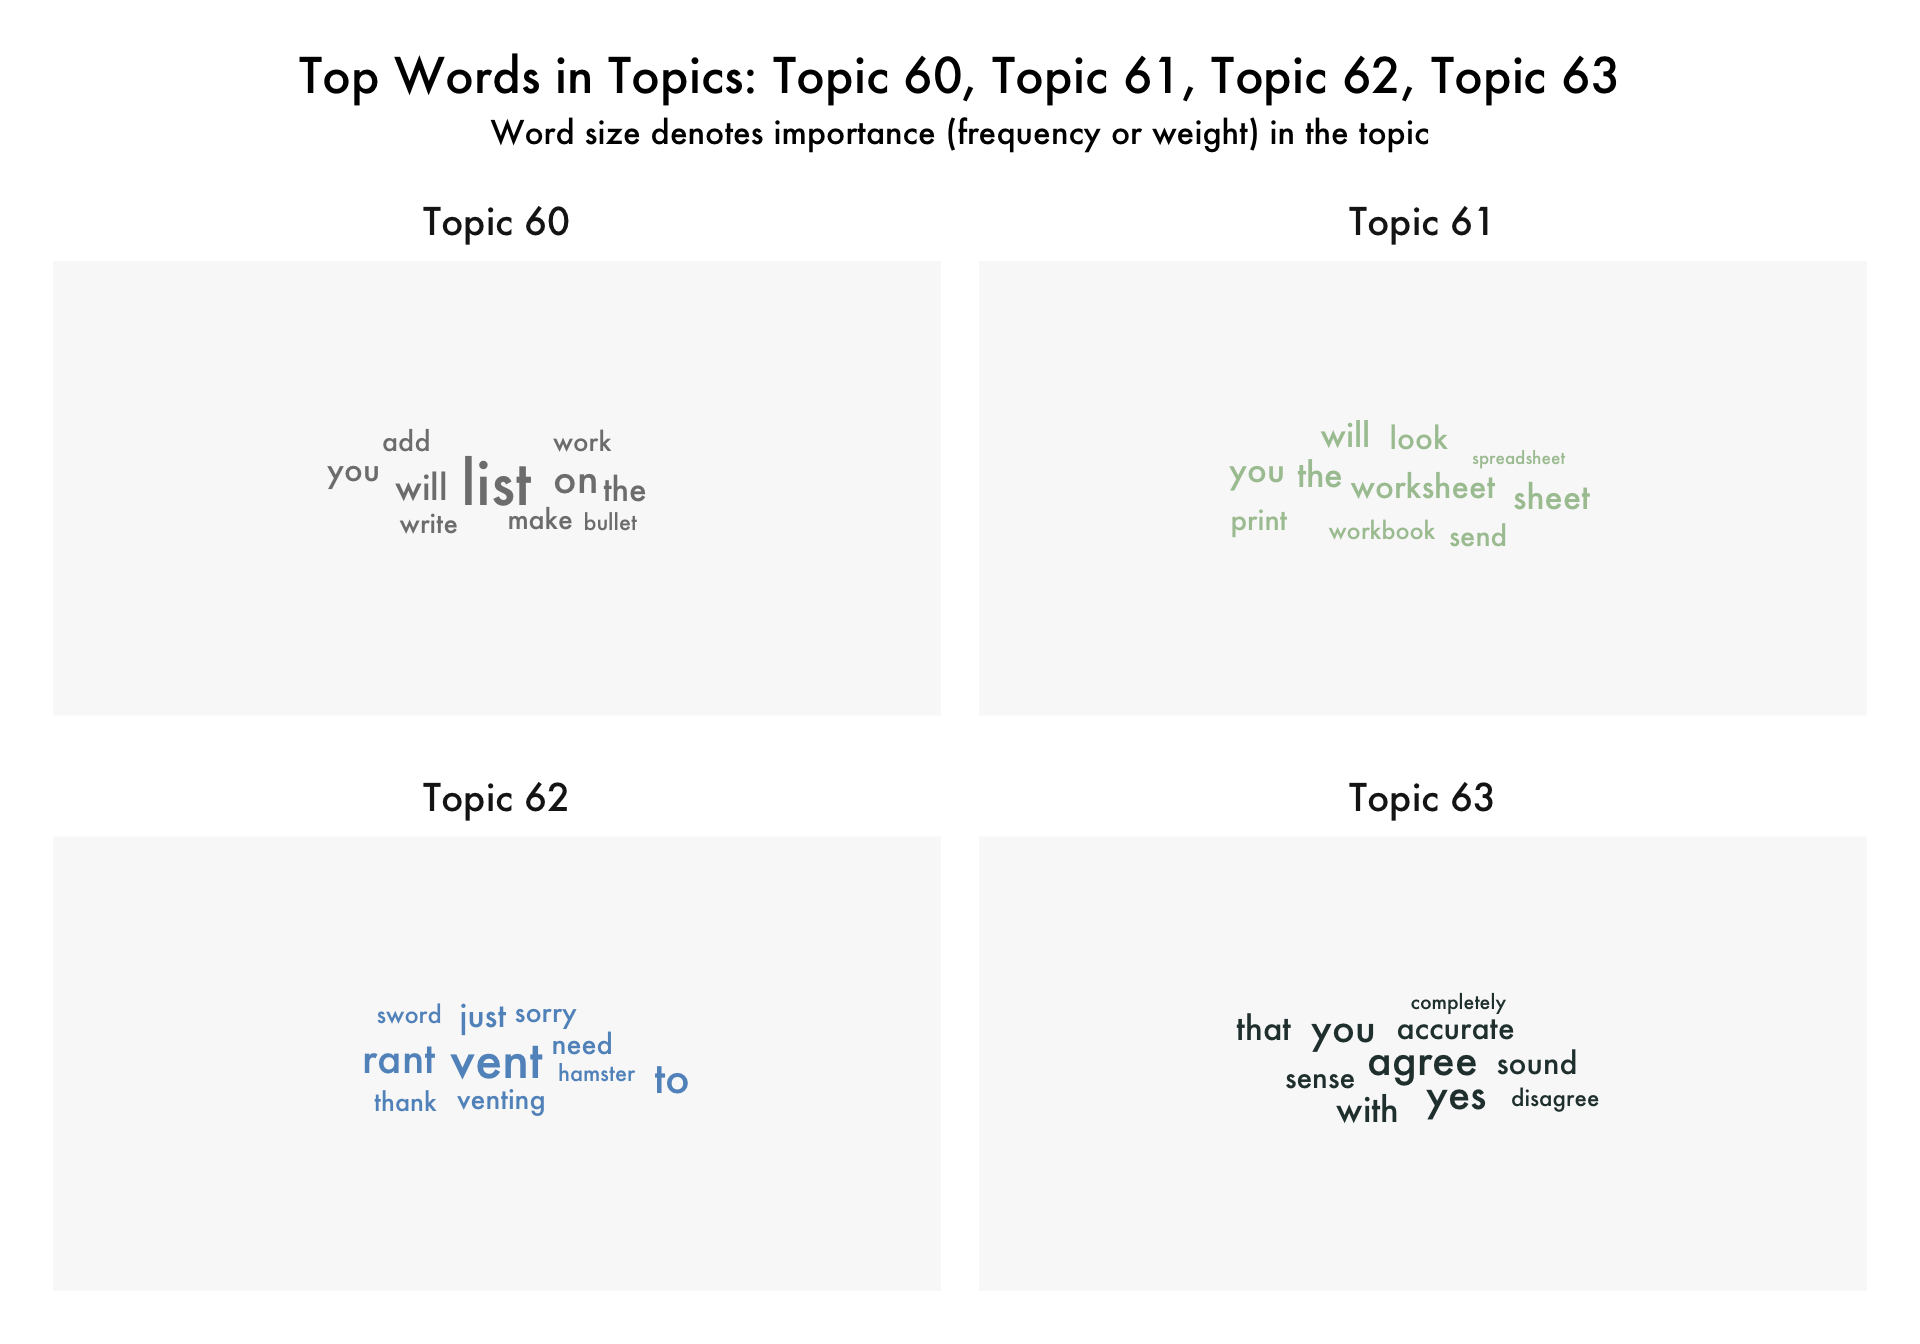 Top Words in Topics: Topic 60, Topic 61, Topic 62, Topic 63
Word size denotes importance (frequency or weight) in the topic
Topic 60
add work
you will list on the
write make bullet
Topic 61
will look spreadsheet
you the worksheet sheet
print workbook send
Topic 62
sword just sorry
need
rant vent hamster to
thank venting
Topic 63
completely
that you accurate
sense agree sound
with yes disagree